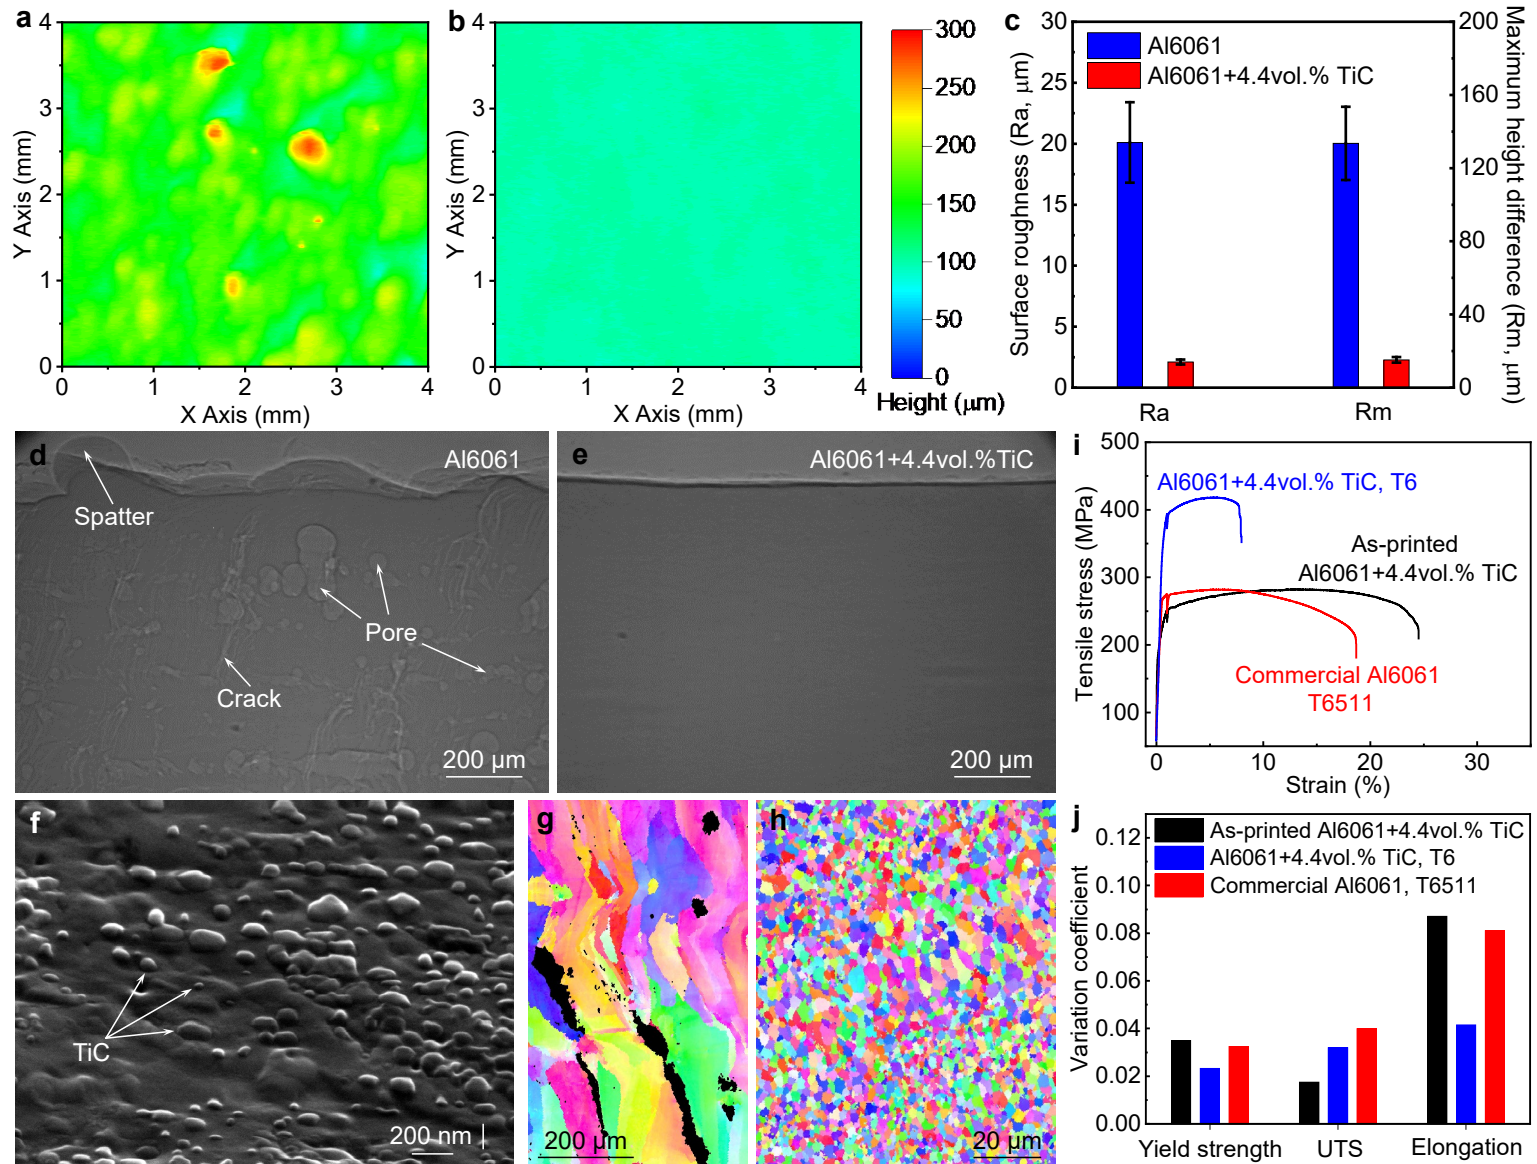 a
4
3
2
1
0
Y Axis (mm)
0 1 2 3 4
X Axis (mm)
b
4
3
2
1
0
Y Axis (mm)
0 1 2 3 4
X Axis (mm)
300
250
200
150
100
50
0
Height (μm)
c
30
25
20
15
10
5
0
Surface roughness (Ra, μm)
Al6061
Al6061+4.4vol.% TiC
200
160
120
80
40
0
Maximum height difference (Rm, μm)
Ra Rm
d
Al6061
Spatter
Pore
Crack
200 μm
e
Al6061+4.4vol.%TiC
200 μm
i
500
400
300
200
100
Tensile stress (MPa)
Al6061+4.4vol.% TiC, T6
As-printed
Al6061+4.4vol.% TiC
Commercial Al6061
T6511
0 10 20 30
Strain (%)
f
TiC
200 nm
g
200 μm
h
20 μm
j
0.12
0.10
0.08
0.06
0.04
0.02
0.00
Variation coefficient
As-printed Al6061+4.4vol.% TiC
Al6061+4.4vol.% TiC, T6
Commercial Al6061, T6511
Yield strength UTS Elongation